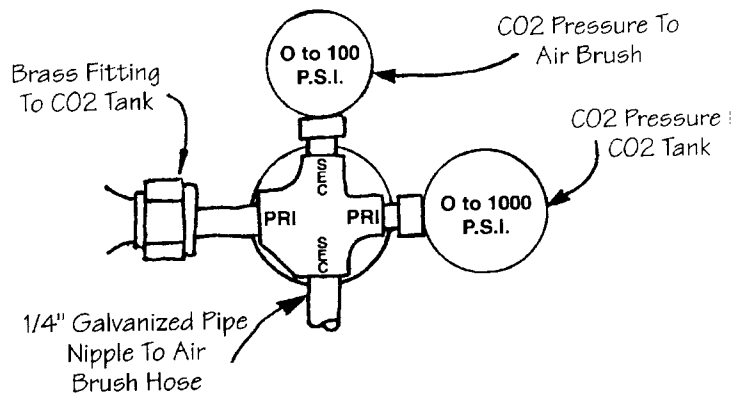 CO2 Pressure To
Air Brush
O to 100
P.S.I.
Brass Fitting
To CO2 Tank
CO2 Pressure
CO2 Tank
O to 1000
P.S.I.
SEC
PRI
PRI
SEC
1/4" Galvanized Pipe
Nipple To Air
Brush Hose